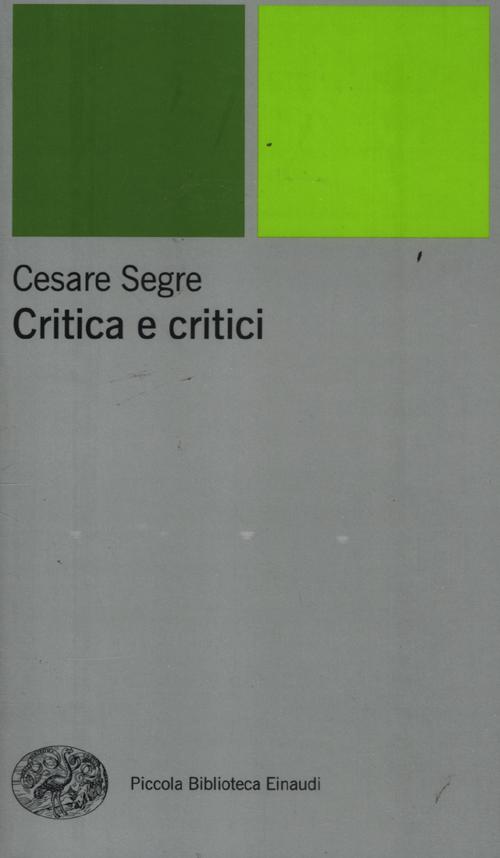 Cesare Segre
Critica e critici
Piccola Biblioteca Einaudi